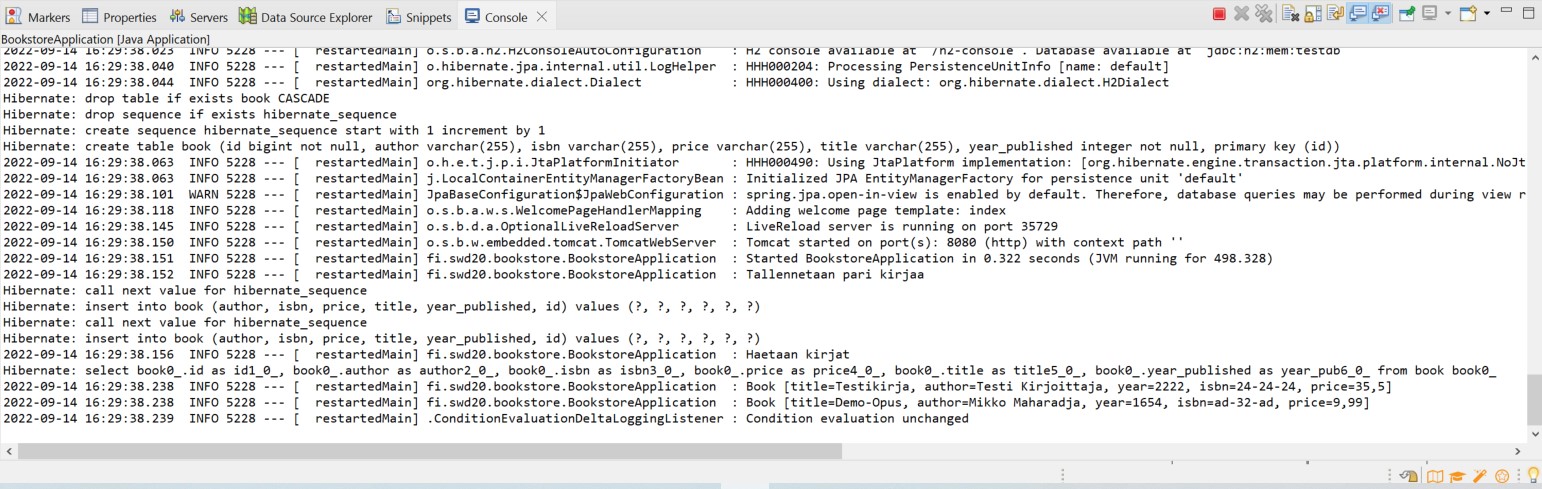 Markers Properties Servers Data Source Explorer Snippets Console
BookstoreApplication [Java Application]
2022-09-14 16:29:38.023  INFO 5228 --- [  restartedMain] o.s.b.a.h2.H2ConsoleAutoConfiguration    : H2 console available at '/h2-console'. Database available at 'jdbc:h2:mem:testdb'
2022-09-14 16:29:38.040  INFO 5228 --- [  restartedMain] o.hibernate.jpa.internal.util.LogHelper  : HHH000204: Processing PersistenceUnitInfo [name: default]
2022-09-14 16:29:38.044  INFO 5228 --- [  restartedMain] org.hibernate.dialect.Dialect            : HHH000400: Using dialect: org.hibernate.dialect.H2Dialect
Hibernate: drop table if exists book CASCADE
Hibernate: drop sequence if exists hibernate_sequence
Hibernate: create sequence hibernate_sequence start with 1 increment by 1
Hibernate: create table book (id bigint not null, author varchar(255), isbn varchar(255), price varchar(255), title varchar(255), year_published integer not null, primary key (id))
2022-09-14 16:29:38.063  INFO 5228 --- [  restartedMain] o.h.e.t.j.p.i.JtaPlatformInitiator       : HHH000490: Using JtaPlatform implementation: [org.hibernate.engine.transaction.jta.platform.internal.NoJt
2022-09-14 16:29:38.063  INFO 5228 --- [  restartedMain] j.LocalContainerEntityManagerFactoryBean : Initialized JPA EntityManagerFactory for persistence unit 'default'
2022-09-14 16:29:38.101  WARN 5228 --- [  restartedMain] JpaBaseConfiguration$JpaWebConfiguration : spring.jpa.open-in-view is enabled by default. Therefore, database queries may be performed during view r
2022-09-14 16:29:38.118  INFO 5228 --- [  restartedMain] o.s.b.a.w.s.WelcomePageHandlerMapping    : Adding welcome page template: index
2022-09-14 16:29:38.145  INFO 5228 --- [  restartedMain] o.s.b.d.a.OptionalLiveReloadServer       : LiveReload server is running on port 35729
2022-09-14 16:29:38.150  INFO 5228 --- [  restartedMain] o.s.b.w.embedded.tomcat.TomcatWebServer  : Tomcat started on port(s): 8080 (http) with context path ''
2022-09-14 16:29:38.151  INFO 5228 --- [  restartedMain] fi.swd20.bookstore.BookstoreApplication  : Started BookstoreApplication in 0.322 seconds (JVM running for 498.328)
2022-09-14 16:29:38.152  INFO 5228 --- [  restartedMain] fi.swd20.bookstore.BookstoreApplication  : Tallennetaan pari kirjaa
Hibernate: call next value for hibernate_sequence
Hibernate: insert into book (author, isbn, price, title, year_published, id) values (?, ?, ?, ?, ?, ?)
Hibernate: call next value for hibernate_sequence
Hibernate: insert into book (author, isbn, price, title, year_published, id) values (?, ?, ?, ?, ?, ?)
2022-09-14 16:29:38.156  INFO 5228 --- [  restartedMain] fi.swd20.bookstore.BookstoreApplication  : Haetaan kirjat
Hibernate: select book0_.id as id1_0_, book0_.author as author2_0_, book0_.isbn as isbn3_0_, book0_.price as price4_0_, book0_.title as title5_0_, book0_.year_published as year_pub6_0_ from book book0_
2022-09-14 16:29:38.238  INFO 5228 --- [  restartedMain] fi.swd20.bookstore.BookstoreApplication  : Book [title=Testikirja, author=Testi Kirjoittaja, year=2222, isbn=24-24-24, price=35,5]
2022-09-14 16:29:38.238  INFO 5228 --- [  restartedMain] fi.swd20.bookstore.BookstoreApplication  : Book [title=Demo-Opus, author=Mikko Maharadja, year=1654, isbn=ad-32-ad, price=9,99]
2022-09-14 16:29:38.239  INFO 5228 --- [  restartedMain] .ConditionEvaluationDeltaLoggingListener : Condition evaluation unchanged